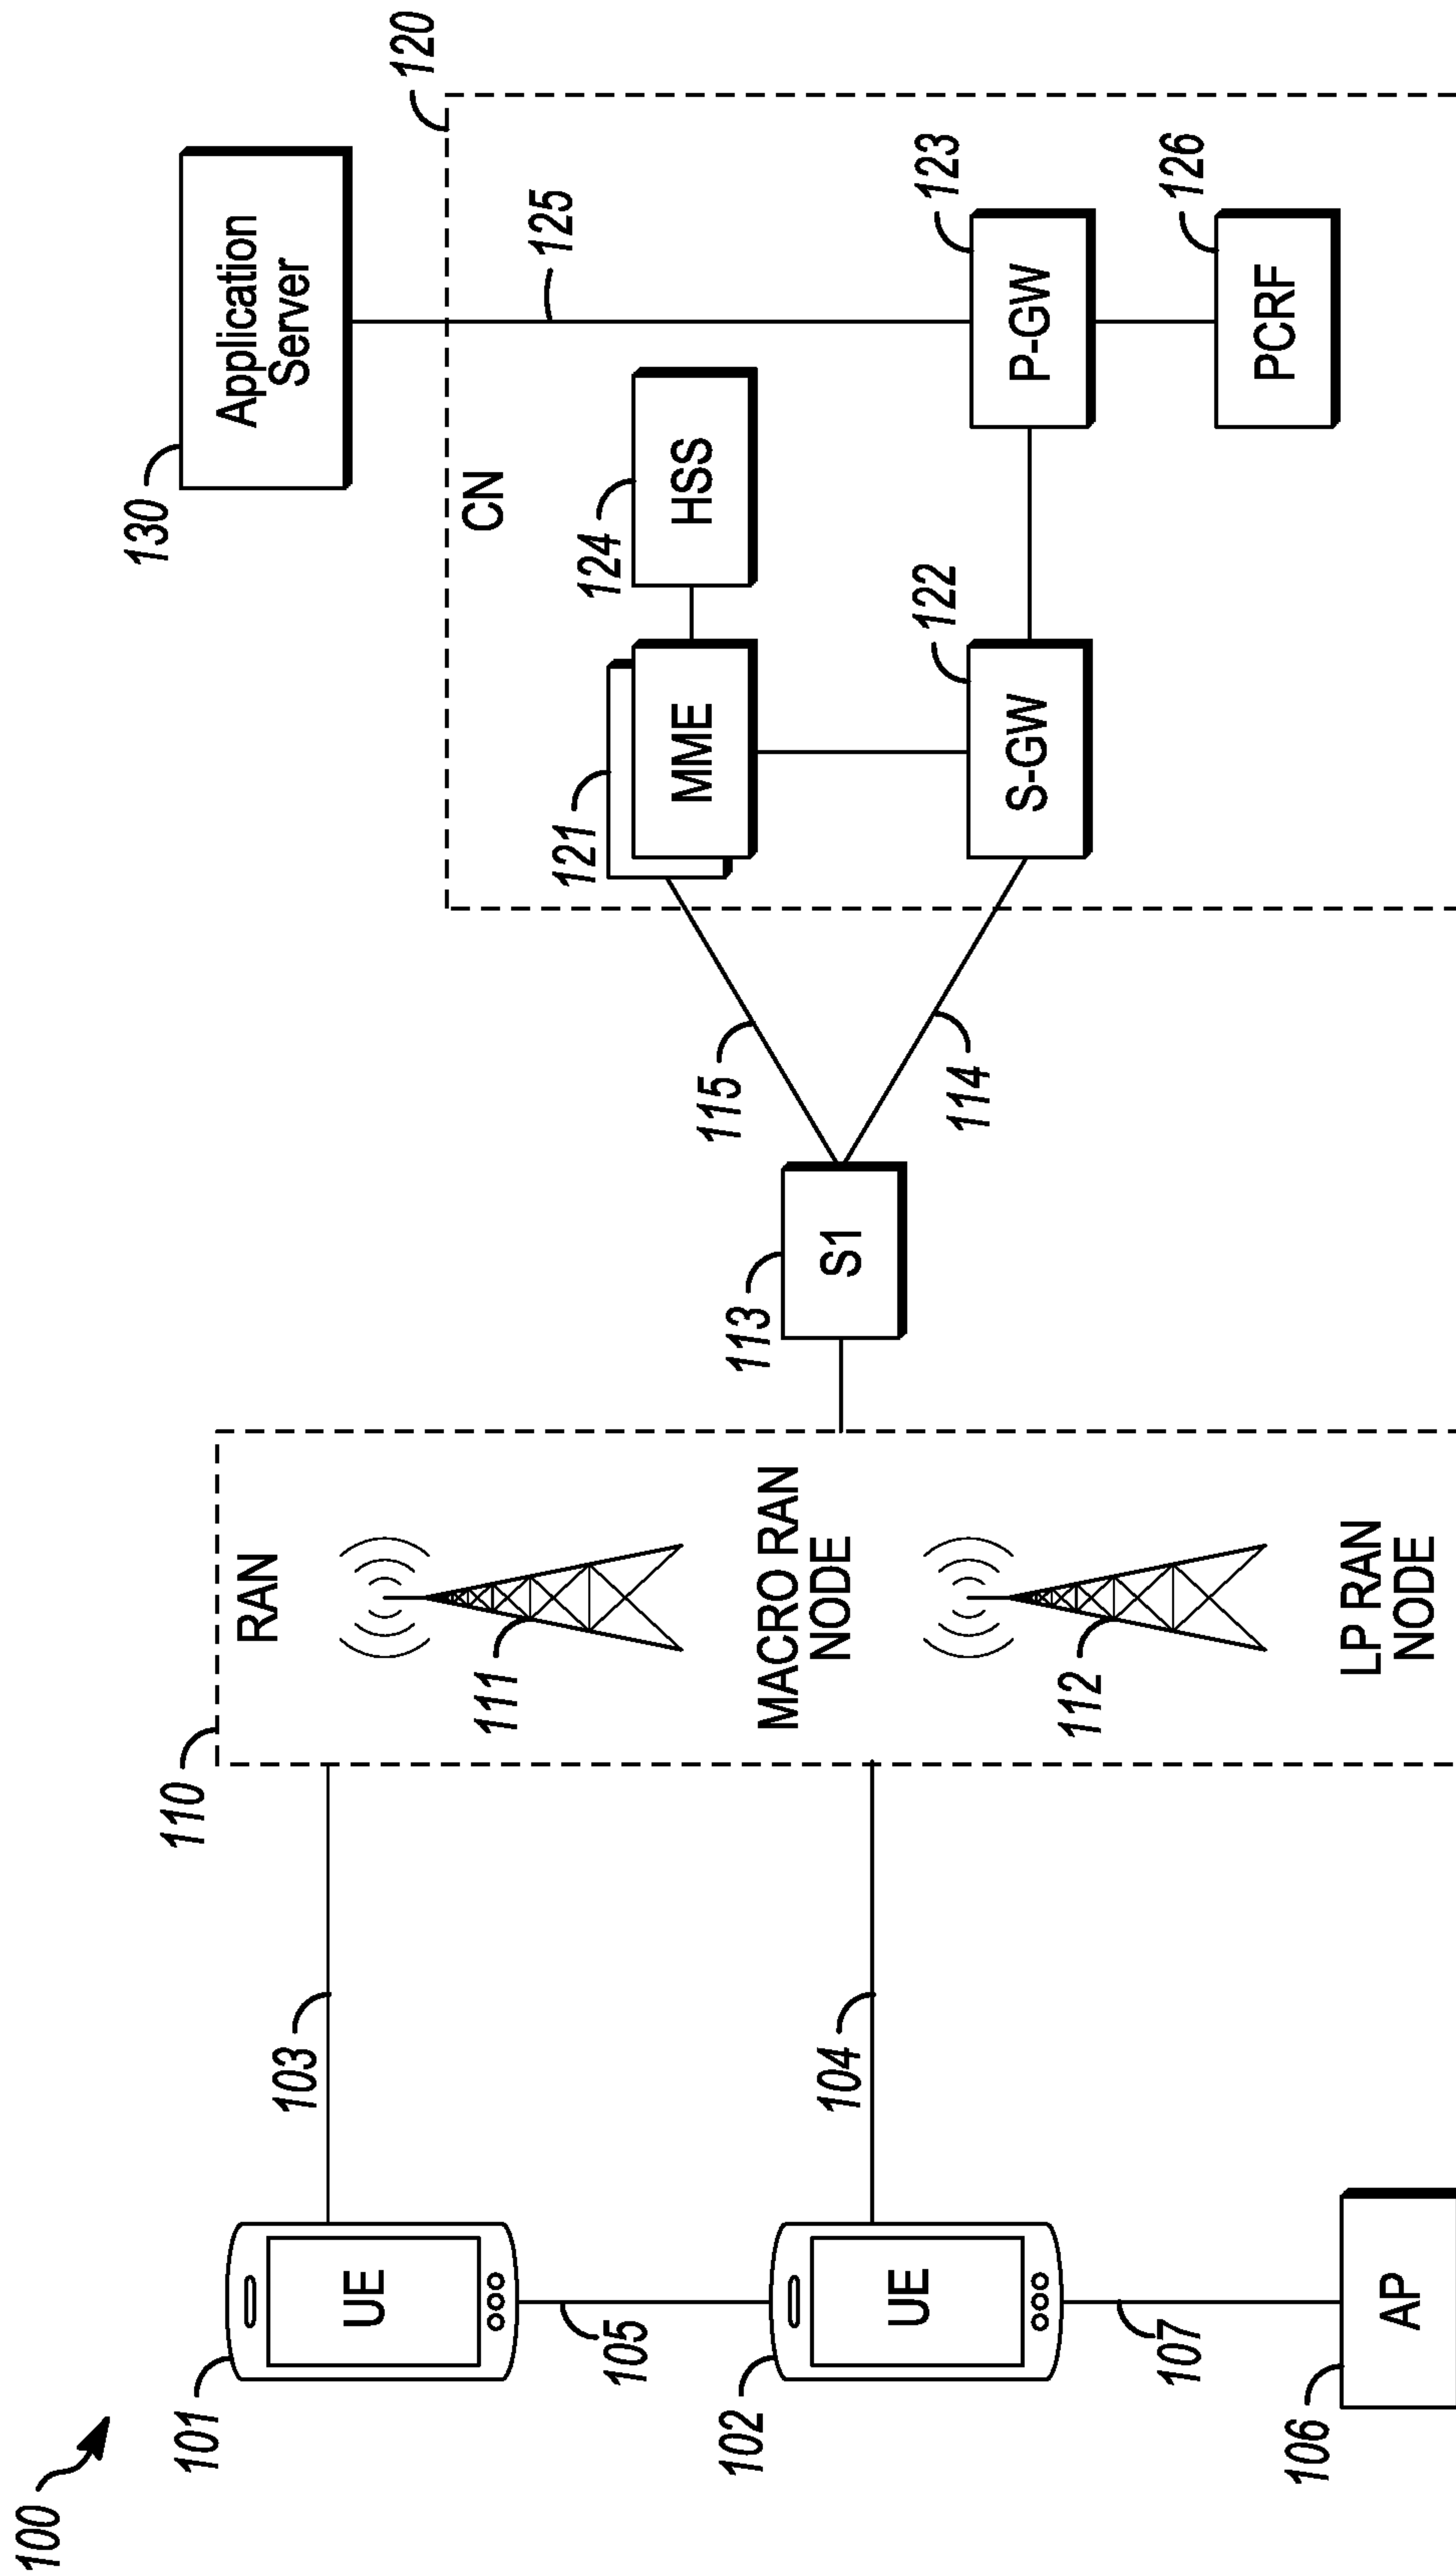 100
101
UE
105
102
UE
107
106
AP
103
104
110
RAN
111
MACRO RAN
NODE
112
LP RAN
NODE
113
S1
115
114
120
CN
121
MME
124
HSS
122
S-GW
123
P-GW
126
PCRF
125
130
Application
Server